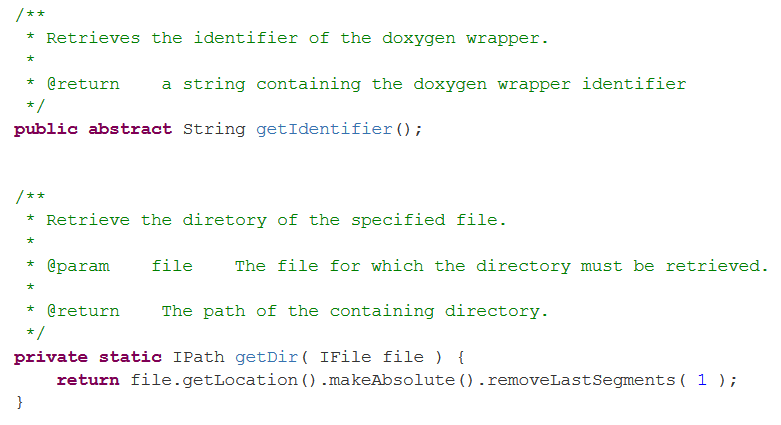 /**
 * Retrieves the identifier of the doxygen wrapper.
 *
 * @return    a string containing the doxygen wrapper identifier
 */
public abstract String getIdentifier();
/**
 * Retrieve the diretory of the specified file.
 *
 * @param    file    The file for which the directory must be retrieved.
 *
 * @return    The path of the containing directory.
 */
private static IPath getDir( IFile file ) {
    return file.getLocation().makeAbsolute().removeLastSegments( 1 );
}